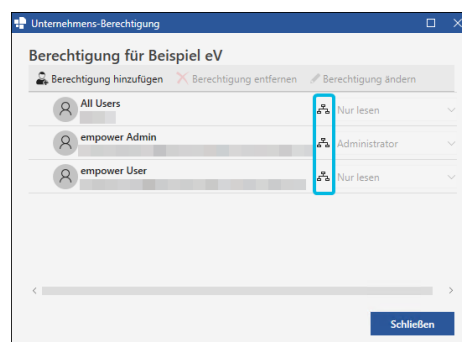 Unternehmens-Berechtigung
Berechtigung für Beispiel eV
Berechtigung hinzufügen Berechtigung entfernen Berechtigung ändern
All Users
Nur lesen
empower Admin
Administrator
empower User
Nur lesen
Schließen